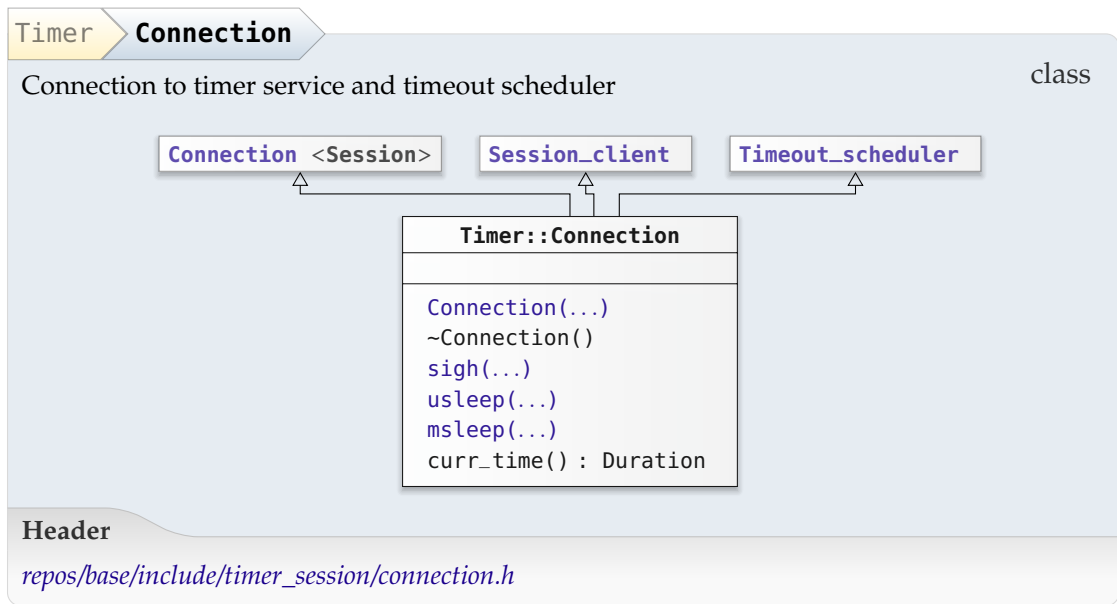 Timer Connection
class
Connection to timer service and timeout scheduler
Connection <Session> Session_client Timeout_scheduler
Timer::Connection
Connection(...)
~Connection()
sigh(...)
usleep(...)
msleep(...)
curr_time() : Duration
Header
repos/base/include/timer_session/connection.h